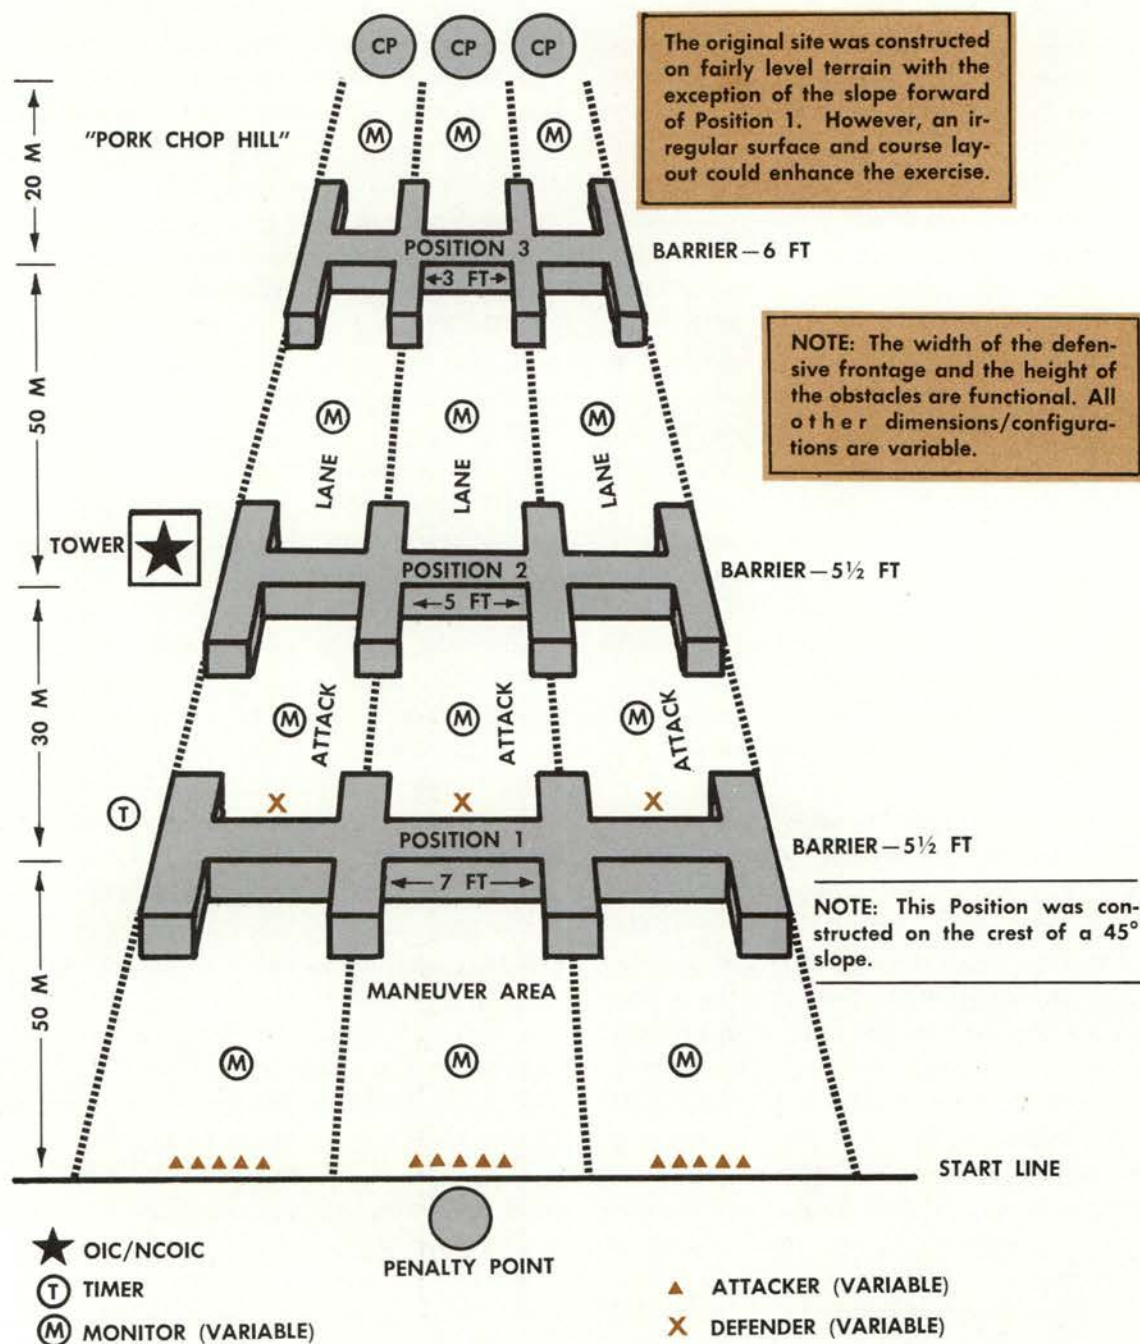 CP CP CP
The original site was constructed
on fairly level terrain with the
exception of the slope forward
of Position 1. However, an ir-
regular surface and course lay-
out could enhance the exercise.
20 M
"PORK CHOP HILL"
M M M
POSITION 3
3 FT
BARRIER—6 FT
NOTE: The width of the defen-
sive frontage and the height of
the obstacles are functional. All
other dimensions/configura-
tions are variable.
50 M
M M M
LANE LANE LANE
TOWER
POSITION 2
5 FT
BARRIER—5½ FT
30 M
M M M
ATTACK ATTACK ATTACK
X X X
T
POSITION 1
7 FT
BARRIER—5½ FT
NOTE: This Position was con-
structed on the crest of a 45°
slope.
50 M
MANEUVER AREA
M M M
START LINE
PENALTY POINT
OIC/NCOIC
T TIMER
M MONITOR (VARIABLE)
ATTACKER (VARIABLE)
X DEFENDER (VARIABLE)